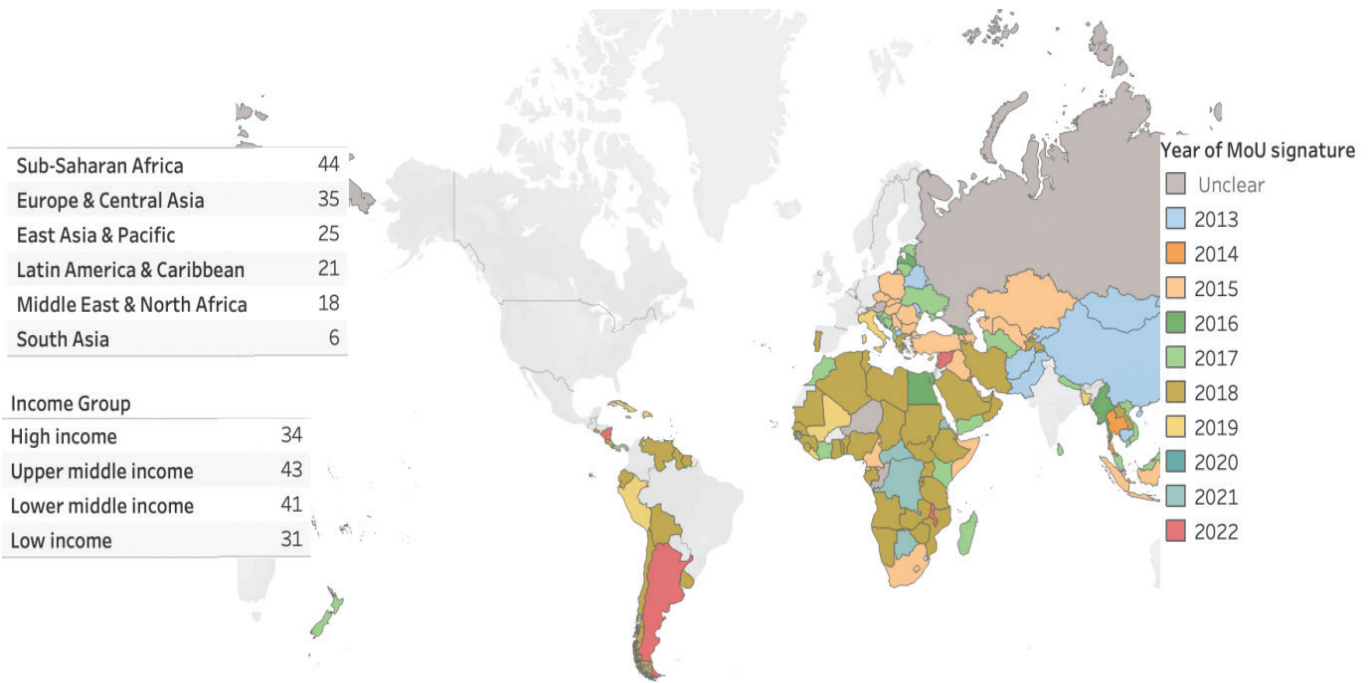 Sub-Saharan Africa 44
Europe & Central Asia 35
East Asia & Pacific 25
Latin America & Caribbean 21
Middle East & North Africa 18
South Asia 6
Income Group
High income 34
Upper middle income 43
Lower middle income 41
Low income 31
Year of MoU signature
Unclear
2013
2014
2015
2016
2017
2018
2019
2020
2021
2022